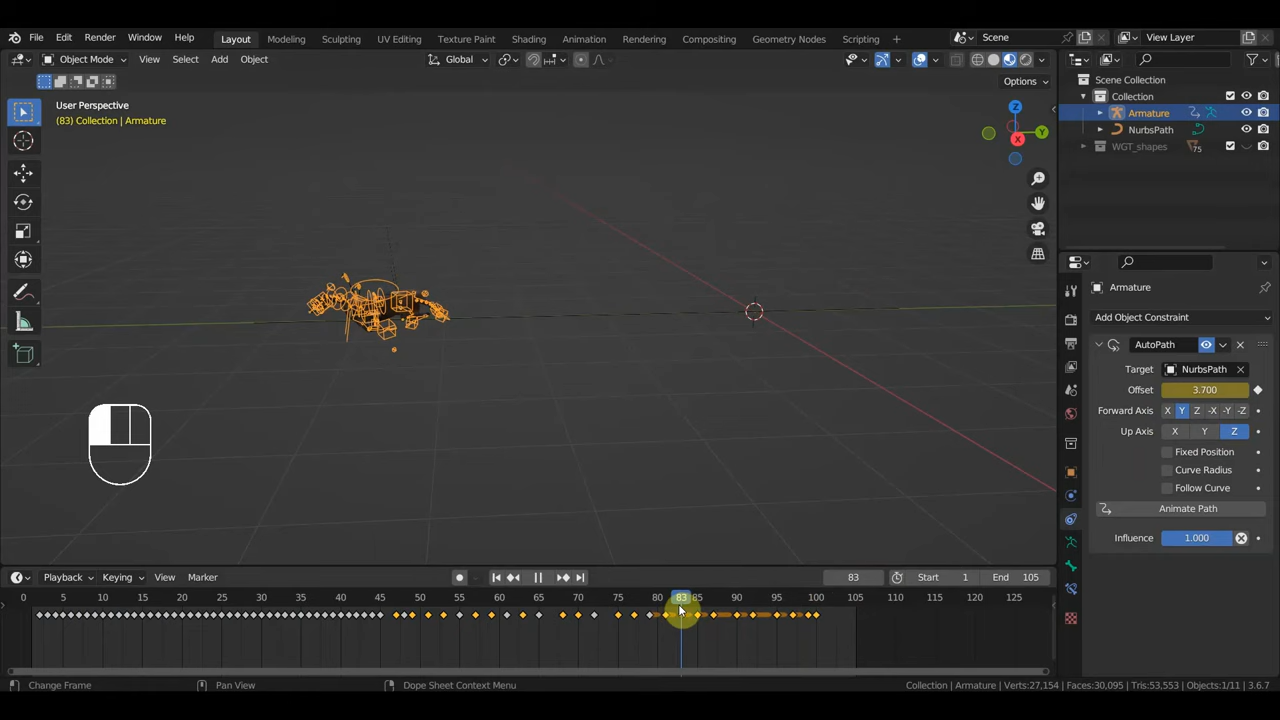 File Edit Render Window Help Layout Modeling Sculpting UV Editing Texture Paint Shading Animation Rendering Compositing Geometry Nodes Scripting + Scene View Layer
Object Mode View Select Add Object Global
Options
User Perspective
(83) Collection | Armature
Z
Y
X
Scene Collection
Collection
Armature
NurbsPath
WGT_shapes 75
Armature
Add Object Constraint
AutoPath
Target NurbsPath
Offset 3.700
Forward Axis X Y Z -X -Y -Z
Up Axis X Y Z
Fixed Position
Curve Radius
Follow Curve
Animate Path
Influence 1.000
Playback Keying View Marker 83 Start 1 End 105
0 5 10 15 20 25 30 35 40 45 50 55 60 65 70 75 80 83 85 90 95 100 105 110 115 120 125
Change Frame Pan View Dope Sheet Context Menu Collection | Armature Verts:27,154 | Faces:30,095 | Tris:53,553 | Objects:1/11 | 3.6.7